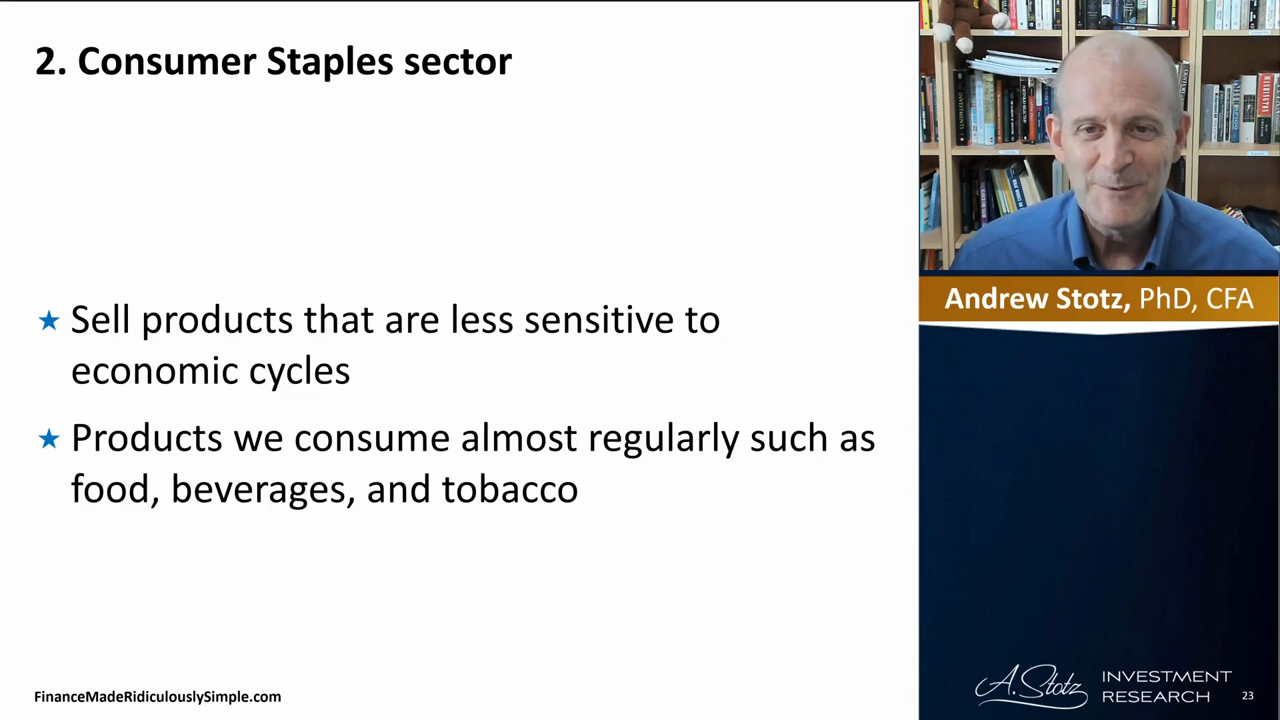 2. Consumer Staples sector
★ Sell products that are less sensitive to
economic cycles
★ Products we consume almost regularly such as
food, beverages, and tobacco
FinanceMadeRidiculouslySimple.com
Andrew Stotz, PhD, CFA
A. Stotz
INVESTMENT
RESEARCH
23